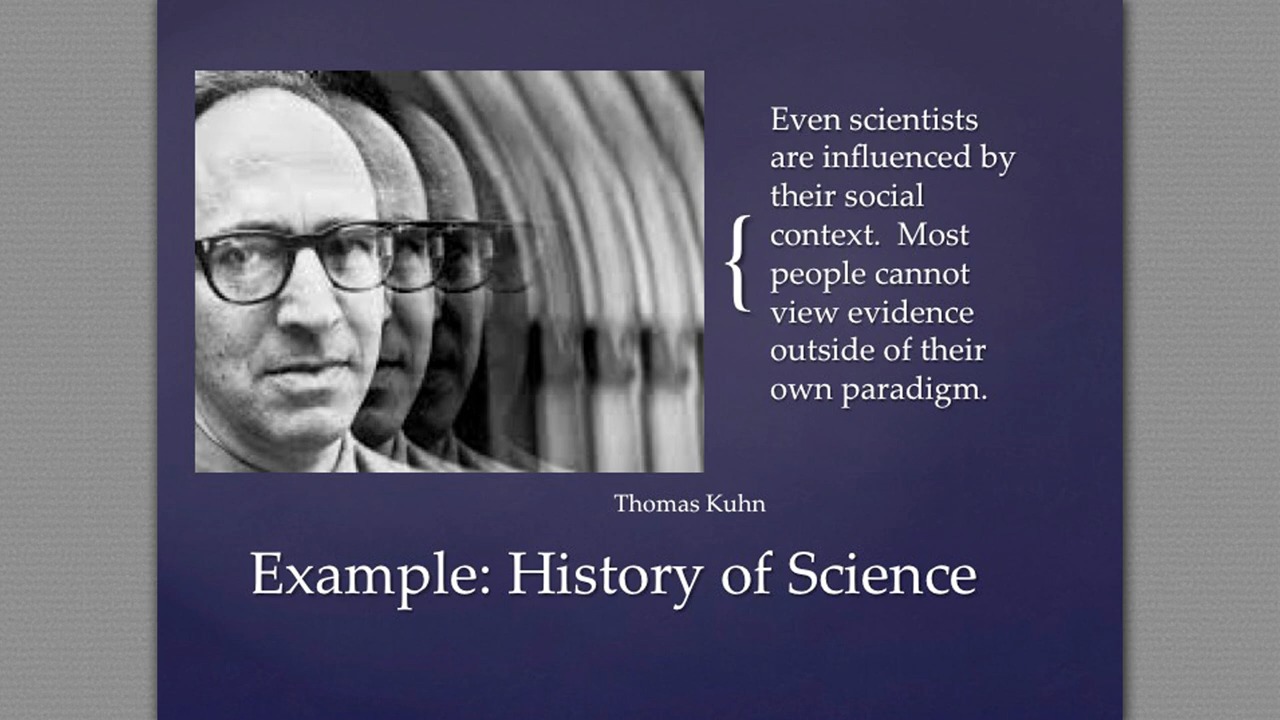 Even scientists
are influenced by
their social
context.  Most
people cannot
view evidence
outside of their
own paradigm.
Thomas Kuhn
Example: History of Science